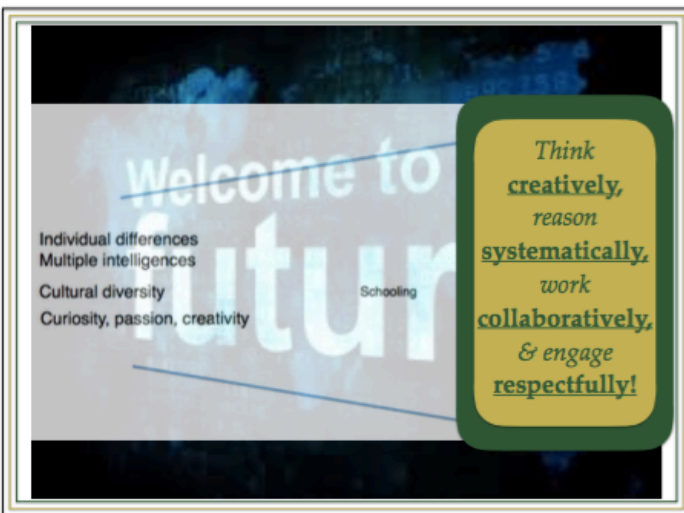 Welcome to
futur
Individual differences
Multiple intelligences
Cultural diversity
Schooling
Curiosity, passion, creativity
Think
creatively,
reason
systematically,
work
collaboratively,
& engage
respectfully!